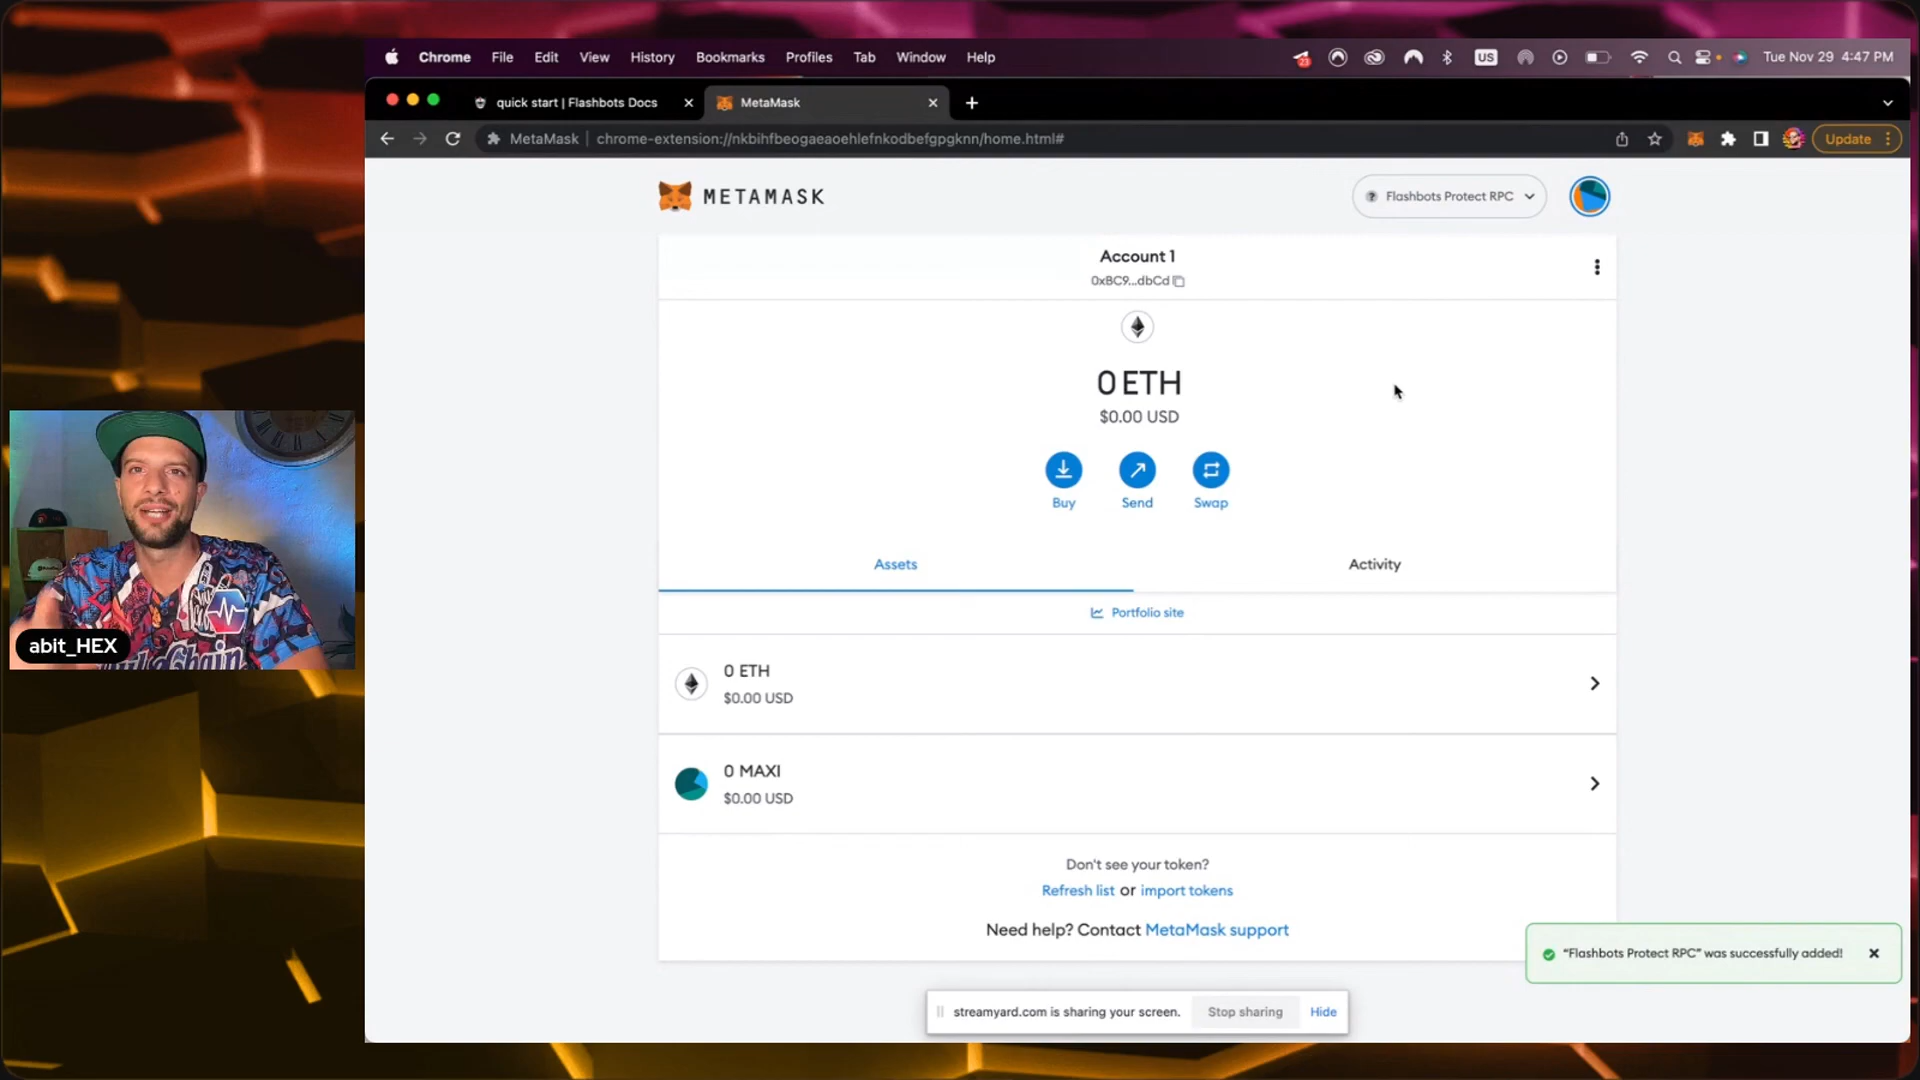 Chrome File Edit View History Bookmarks Profiles Tab Window Help
23
US
Tue Nov 29 4:47 PM
quick start | Flashbots Docs
MetaMask
MetaMask | chrome-extension://nkbihfbeogaeaoehlefnkodbefgpgknn/home.html#
Update
METAMASK
Flashbots Protect RPC
Account 1
0xBC9...dbCd
0 ETH
$0.00 USD
Buy Send Swap
Assets Activity
Portfolio site
0 ETH
$0.00 USD
0 MAXI
$0.00 USD
Don't see your token?
Refresh list or import tokens
Need help? Contact MetaMask support
"Flashbots Protect RPC" was successfully added!
streamyard.com is sharing your screen. Stop sharing Hide
abit_HEX